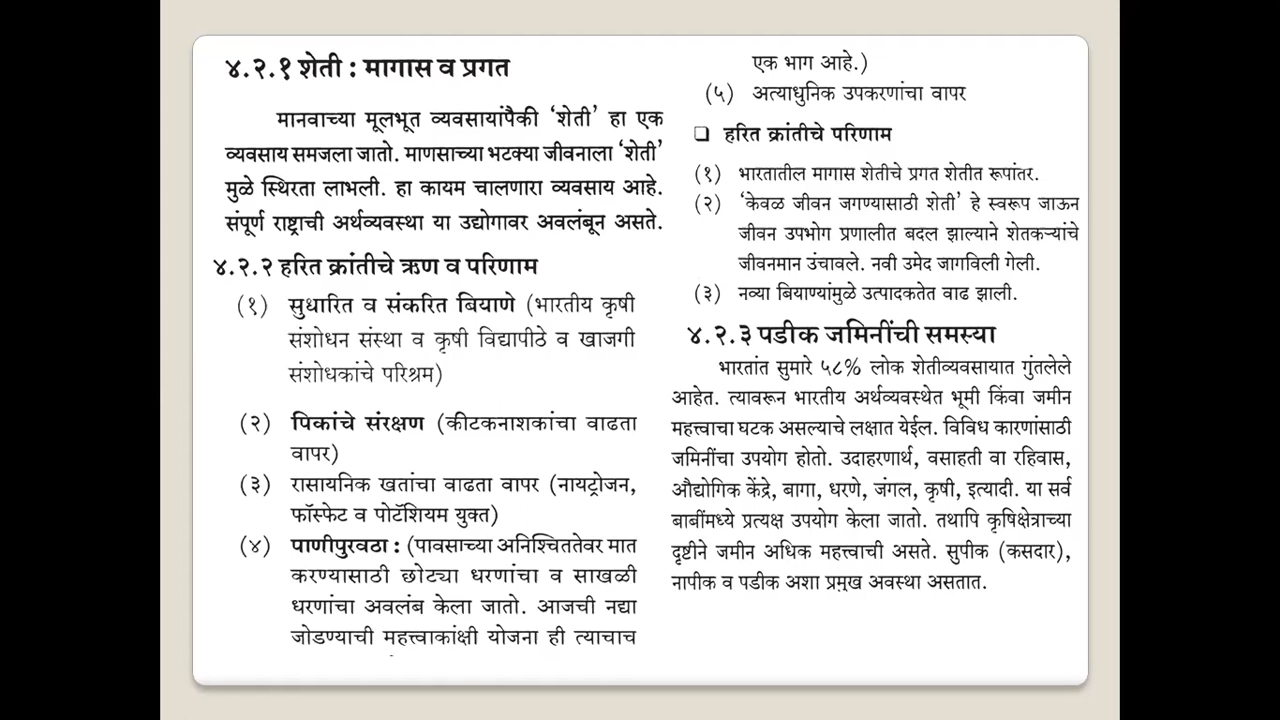 ४.२.१ शेती : मागास व प्रगत
मानवाच्या मूलभूत व्यवसायांपैकी ‘शेती’ हा एक
व्यवसाय समजला जातो. माणसाच्या भटक्या जीवनाला ‘शेती’
मुळे स्थिरता लाभली. हा कायम चालणारा व्यवसाय आहे.
संपूर्ण राष्ट्राची अर्थव्यवस्था या उद्योगावर अवलंबून असते.
४.२.२ हरित क्रांतीचे ऋण व परिणाम
(१) सुधारित व संकरित बियाणे (भारतीय कृषी
संशोधन संस्था व कृषी विद्यापीठे व खाजगी
संशोधकांचे परिश्रम)
(२) पिकांचे संरक्षण (कीटकनाशकांचा वाढता
वापर)
(३) रासायनिक खतांचा वाढता वापर (नायट्रोजन,
फॉस्फेट व पोटॅशियम युक्त)
(४) पाणीपुरवठा : (पावसाच्या अनिश्चिततेवर मात
करण्यासाठी छोट्या धरणांचा व साखळी
धरणांचा अवलंब केला जातो. आजची नद्या
जोडण्याची महत्त्वाकांक्षी योजना ही त्याचाच
एक भाग आहे.)
(५) अत्याधुनिक उपकरणांचा वापर
❑ हरित क्रांतीचे परिणाम
(१) भारतातील मागास शेतीचे प्रगत शेतीत रूपांतर.
(२) ‘केवळ जीवन जगण्यासाठी शेती’ हे स्वरूप जाऊन
जीवन उपभोग प्रणालीत बदल झाल्याने शेतकऱ्यांचे
जीवनमान उंचावले. नवी उमेद जागविली गेली.
(३) नव्या बियाण्यांमुळे उत्पादकतेत वाढ झाली.
४.२.३ पडीक जमिनींची समस्या
भारतांत सुमारे ५८% लोक शेतीव्यवसायात गुंतलेले
आहेत. त्यावरून भारतीय अर्थव्यवस्थेत भूमी किंवा जमीन
महत्त्वाचा घटक असल्याचे लक्षात येईल. विविध कारणांसाठी
जमिनींचा उपयोग होतो. उदाहरणार्थ, वसाहती वा रहिवास,
औद्योगिक केंद्रे, बागा, धरणे, जंगल, कृषी, इत्यादी. या सर्व
बाबींमध्ये प्रत्यक्ष उपयोग केला जातो. तथापि कृषिक्षेत्राच्या
दृष्टीने जमीन अधिक महत्त्वाची असते. सुपीक (कसदार),
नापीक व पडीक अशा प्रमुख अवस्था असतात.